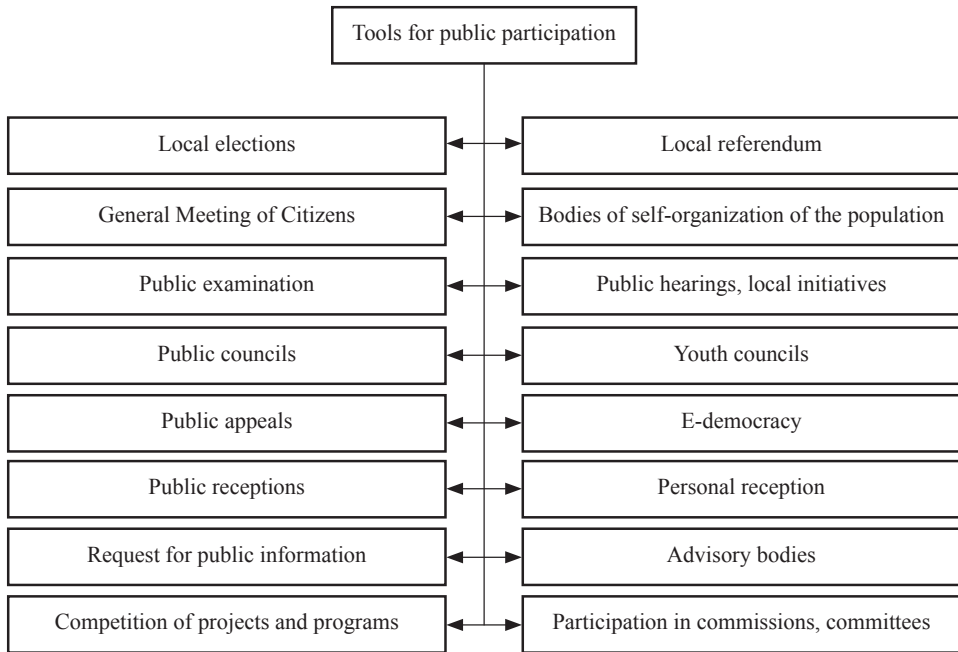 Tools for public participation
Local elections
Local referendum
General Meeting of Citizens
Bodies of self-organization of the population
Public examination
Public hearings, local initiatives
Public councils
Youth councils
Public appeals
E-democracy
Public receptions
Personal reception
Request for public information
Advisory bodies
Competition of projects and programs
Participation in commissions, committees